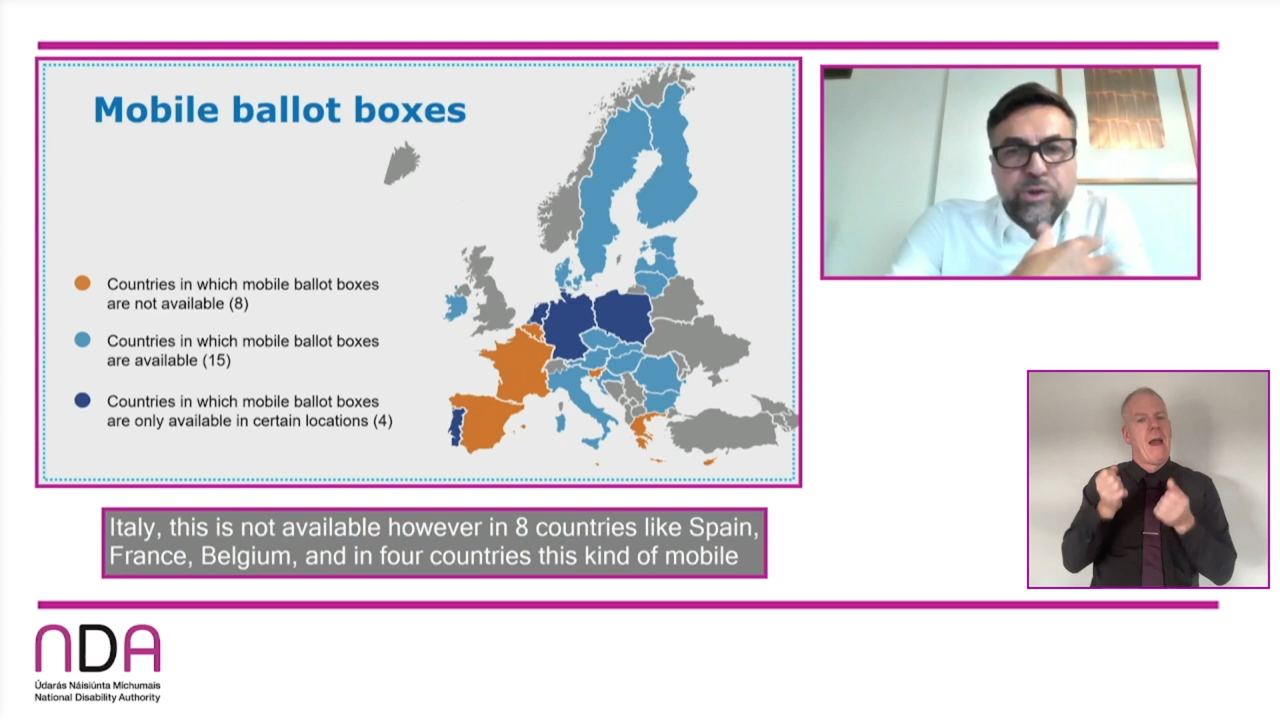 Mobile ballot boxes
Countries in which mobile ballot boxes
are not available (8)
Countries in which mobile ballot boxes
are available (15)
Countries in which mobile ballot boxes
are only available in certain locations (4)
Italy, this is not available however in 8 countries like Spain,
France, Belgium, and in four countries this kind of mobile
NDA
Údarás Náisiúnta Míchumais
National Disability Authority